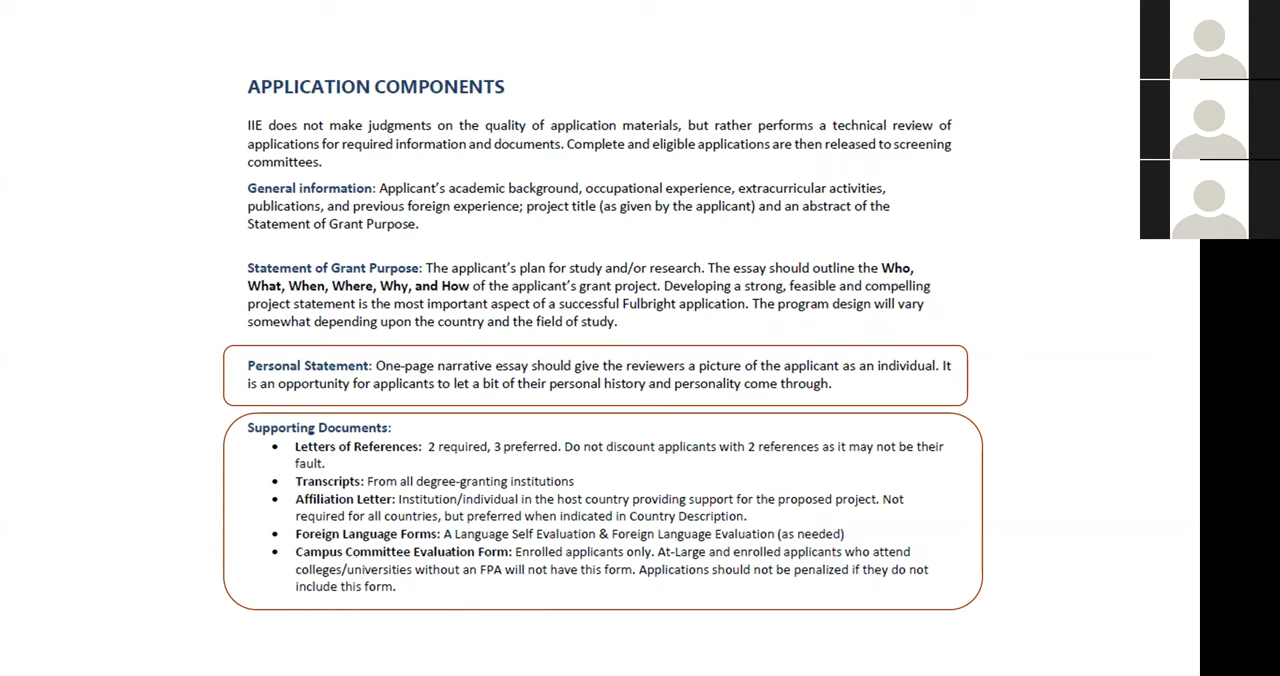 APPLICATION COMPONENTS
IIE does not make judgments on the quality of application materials, but rather performs a technical review of
applications for required information and documents. Complete and eligible applications are then released to screening
committees.
General information: Applicant's academic background, occupational experience, extracurricular activities,
publications, and previous foreign experience; project title (as given by the applicant) and an abstract of the
Statement of Grant Purpose.
Statement of Grant Purpose: The applicant's plan for study and/or research. The essay should outline the Who,
What, When, Where, Why, and How of the applicant's grant project. Developing a strong, feasible and compelling
project statement is the most important aspect of a successful Fulbright application. The program design will vary
somewhat depending upon the country and the field of study.
Personal Statement: One-page narrative essay should give the reviewers a picture of the applicant as an individual. It
is an opportunity for applicants to let a bit of their personal history and personality come through.
Supporting Documents:
• Letters of References: 2 required, 3 preferred. Do not discount applicants with 2 references as it may not be their
fault.
• Transcripts: From all degree-granting institutions
• Affiliation Letter: Institution/individual in the host country providing support for the proposed project. Not
required for all countries, but preferred when indicated in Country Description.
• Foreign Language Forms: A Language Self Evaluation & Foreign Language Evaluation (as needed)
• Campus Committee Evaluation Form: Enrolled applicants only. At-Large and enrolled applicants who attend
colleges/universities without an FPA will not have this form. Applications should not be penalized if they do not
include this form.